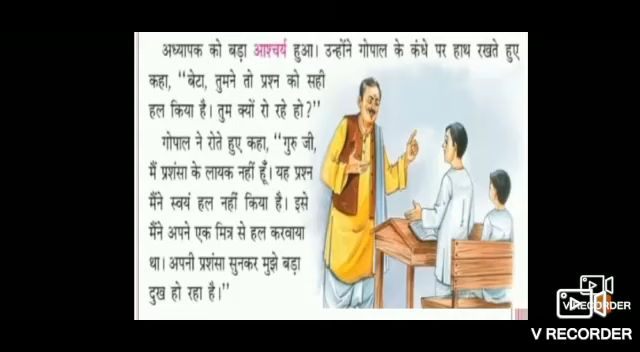 अध्यापक को बड़ा आश्चर्य हुआ। उन्होंने गोपाल के कंधे पर हाथ रखते हुए
कहा, “बेटा, तुमने तो प्रश्न को सही
हल किया है। तुम क्यों रो रहे हो?”
गोपाल ने रोते हुए कहा, “गुरु जी,
मैं प्रशंसा के लायक नहीं हूँ। यह प्रश्न
मैंने स्वयं हल नहीं किया है। इसे
मैंने अपने एक मित्र से हल करवाया
था। अपनी प्रशंसा सुनकर मुझे बड़ा
दुख हो रहा है।”
V RECORDER
V RECORDER